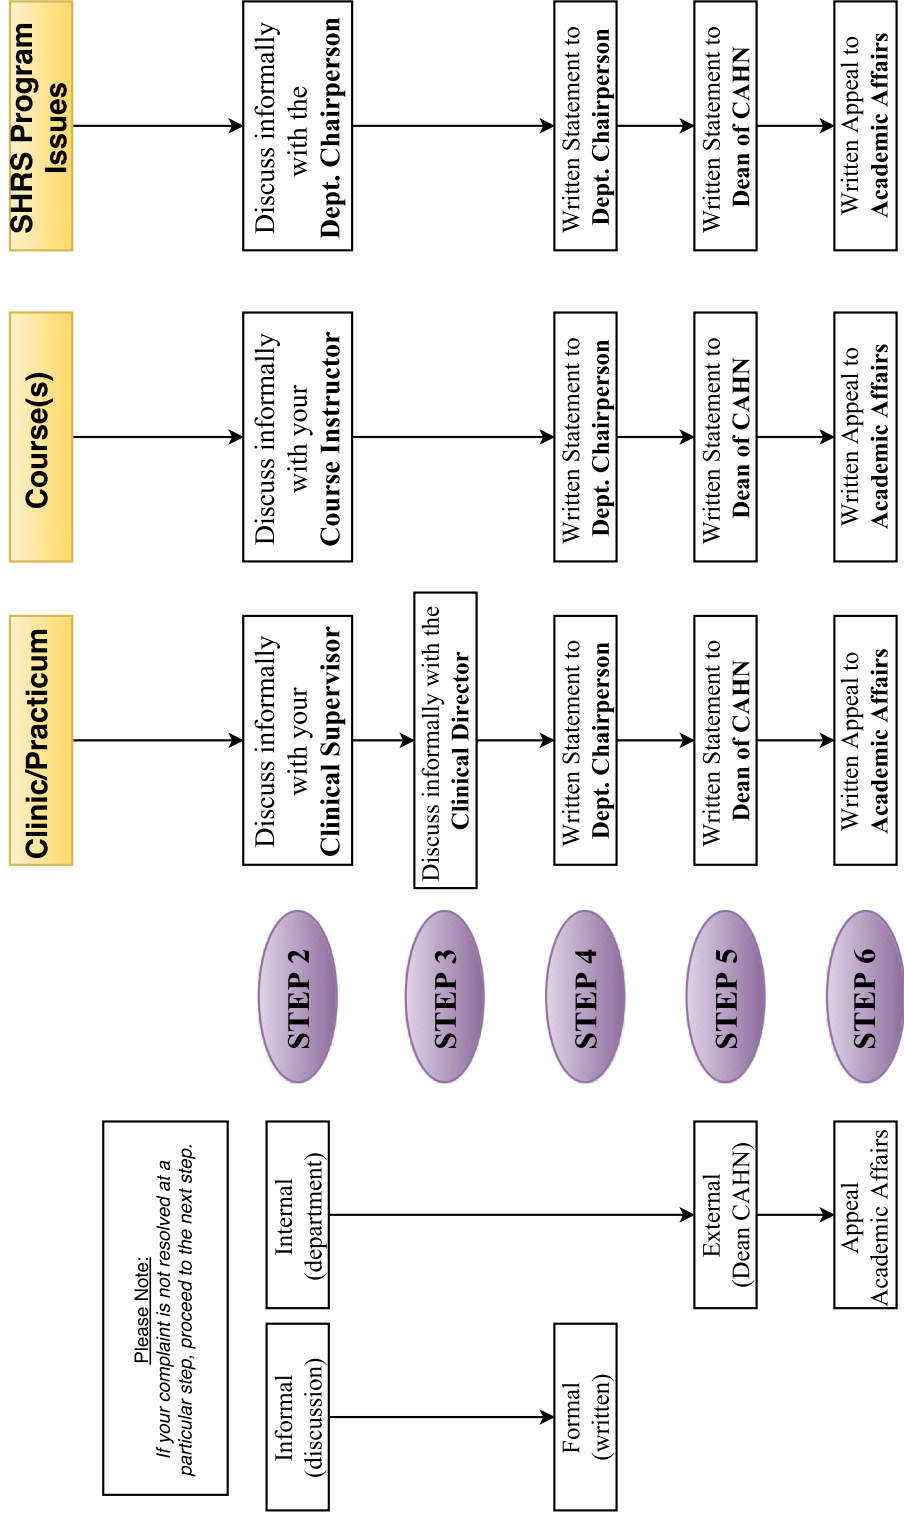 Clinic/Practicum
Course(s)
SHRS Program
Issues
Please Note:
If your complaint is not resolved at a
particular step, proceed to the next step.
Informal
(discussion)
Internal
(department)
STEP 2
Discuss informally
with your
Clinical Supervisor
Discuss informally
with your
Course Instructor
Discuss informally
with the
Dept. Chairperson
STEP 3
Discuss informally with the
Clinical Director
Formal
(written)
STEP 4
Written Statement to
Dept. Chairperson
Written Statement to
Dept. Chairperson
Written Statement to
Dept. Chairperson
External
(Dean CAHN)
STEP 5
Written Statement to
Dean of CAHN
Written Statement to
Dean of CAHN
Written Statement to
Dean of CAHN
Appeal
Academic Affairs
STEP 6
Written Appeal to
Academic Affairs
Written Appeal to
Academic Affairs
Written Appeal to
Academic Affairs